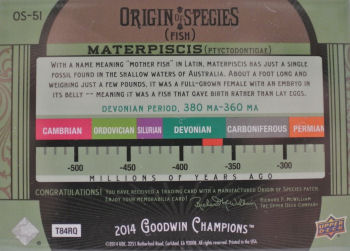 OS-51
ORIGIN OF SPECIES
(FISH)
MATERPISCIS (PTYCTODONTIDAE)
WITH A NAME MEANING "MOTHER FISH" IN LATIN, MATERPISCIS HAS JUST A SINGLE
FOSSIL FOUND IN THE SHALLOW WATERS OF AUSTRALIA. ABOUT A FOOT LONG AND
WEIGHING JUST A FEW POUNDS, IT WAS A FULL-GROWN FEMALE WITH AN EMBRYO IN
ITS BELLY -- MEANING IT WAS A FISH THAT GAVE BIRTH RATHER THAN LAY EGGS.
DEVONIAN PERIOD, 380 MA-360 MA
CAMBRIAN ORDOVICIAN SILURIAN DEVONIAN CARBONIFEROUS PERMIAN
-500 -450 -400 -350 -300
MILLIONS OF YEARS AGO
CONGRATULATIONS! YOU HAVE RECEIVED A TRADING CARD WITH A MANUFACTURED ORIGIN OF SPECIES PATCH.
ENJOY YOUR MEMORABILIA CARD!
RICHARD P. MCWILLIAM
THE UPPER DECK COMPANY
T84RQ
2014 GOODWIN CHAMPIONS™
UPPER DECK